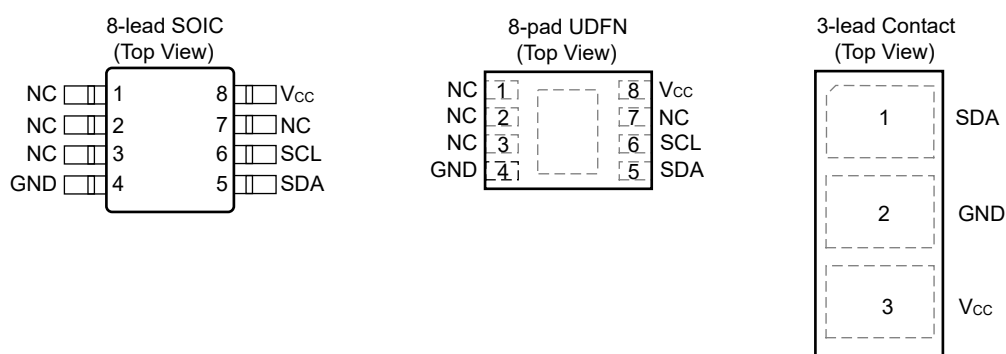 8-lead SOIC
(Top View)
NC 1 8 Vcc
NC 2 7 NC
NC 3 6 SCL
GND 4 5 SDA
8-pad UDFN
(Top View)
NC 1 8 Vcc
NC 2 7 NC
NC 3 6 SCL
GND 4 5 SDA
3-lead Contact
(Top View)
1 SDA
2 GND
3 Vcc